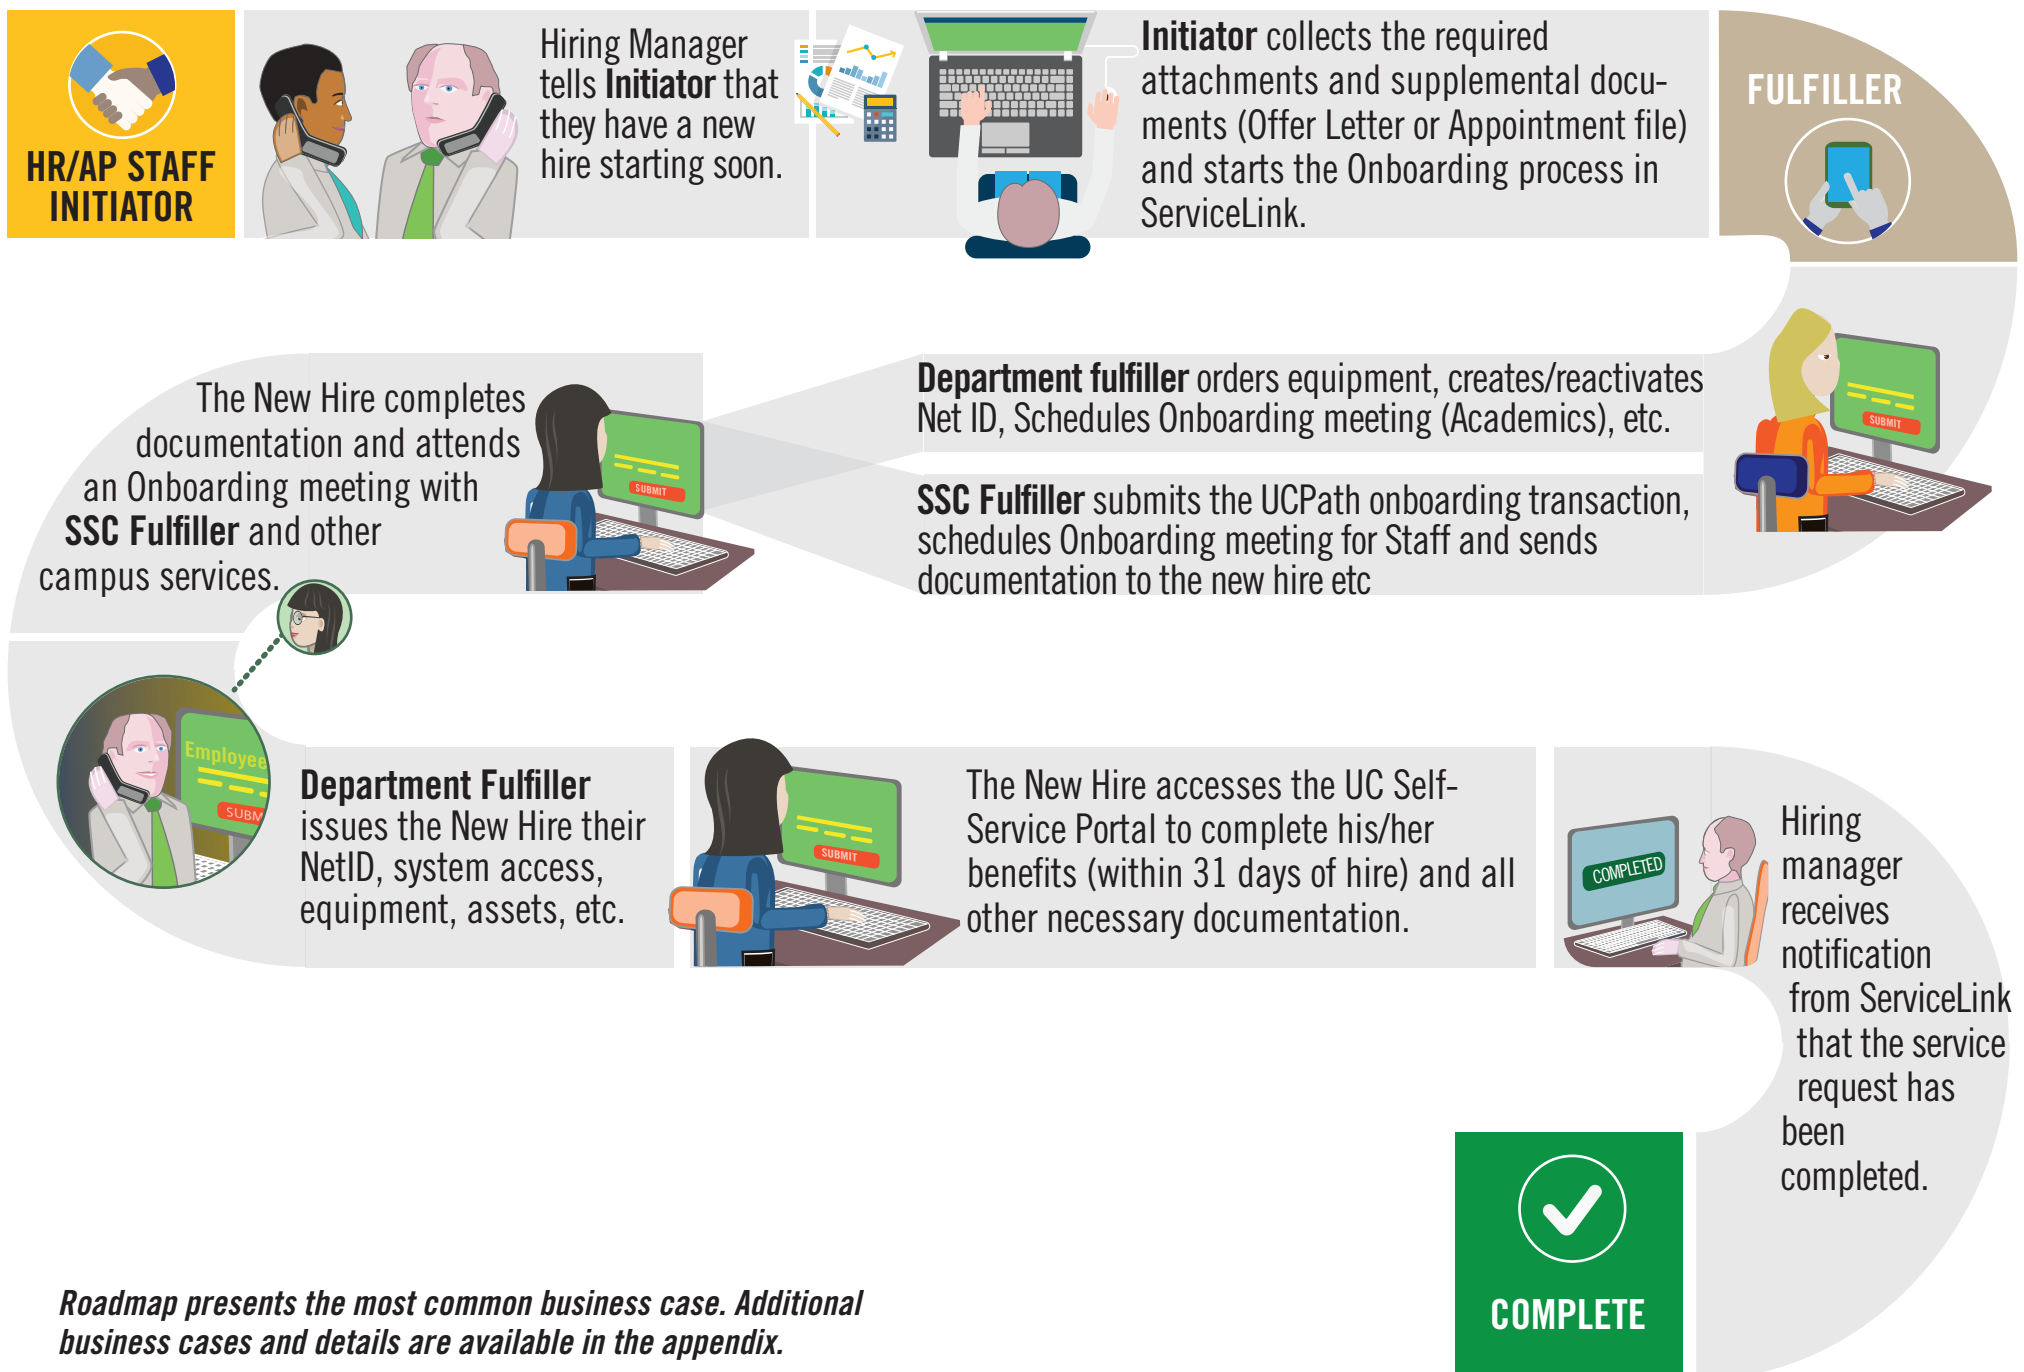 HR/AP STAFF
INITIATOR
Hiring Manager
tells Initiator that
they have a new
hire starting soon.
Initiator collects the required
attachments and supplemental docu-
ments (Offer Letter or Appointment file)
and starts the Onboarding process in
ServiceLink.
FULFILLER
SUBMIT
Department fulfiller orders equipment, creates/reactivates
Net ID, Schedules Onboarding meeting (Academics), etc.
SSC Fulfiller submits the UCPath onboarding transaction,
schedules Onboarding meeting for Staff and sends
documentation to the new hire etc
SUBMIT
The New Hire completes
documentation and attends
an Onboarding meeting with
SSC Fulfiller and other
campus services.
Employee
SUBM
Department Fulfiller
issues the New Hire their
NetID, system access,
equipment, assets, etc.
SUBMIT
The New Hire accesses the UC Self-
Service Portal to complete his/her
benefits (within 31 days of hire) and all
other necessary documentation.
COMPLETED
Hiring
manager
receives
notification
from ServiceLink
that the service
request has
been
completed.
COMPLETE
Roadmap presents the most common business case. Additional
business cases and details are available in the appendix.